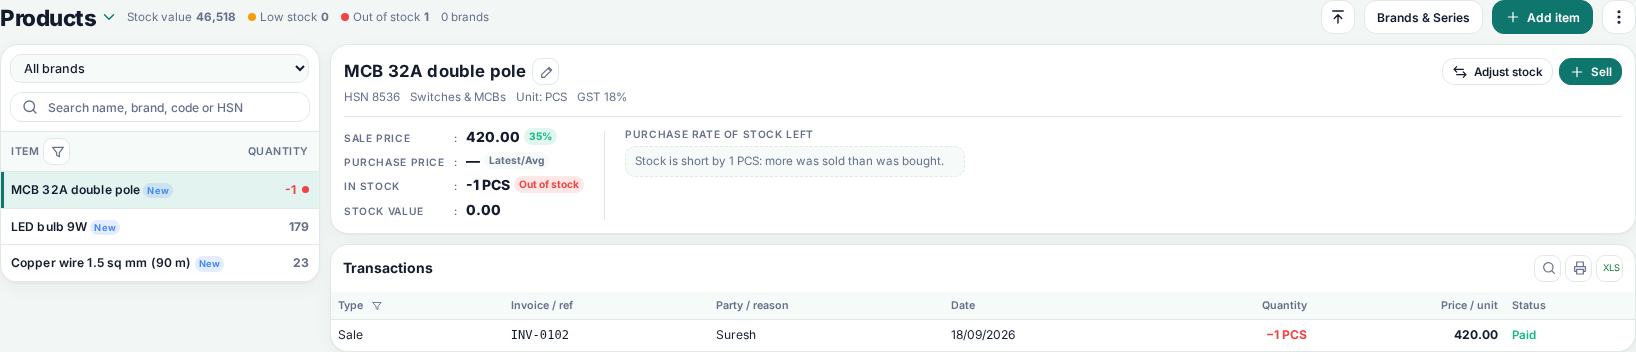 Products Stock value 46,518 Low stock 0 Out of stock 1 0 brands Brands & Series + Add item
All brands
Search name, brand, code or HSN
ITEM QUANTITY
MCB 32A double pole New -1
LED bulb 9W New 179
Copper wire 1.5 sq mm (90 m) New 23
MCB 32A double pole Adjust stock + Sell
HSN 8536 Switches & MCBs Unit: PCS GST 18%
SALE PRICE : 420.00 35%
PURCHASE PRICE : — Latest/Avg
IN STOCK : -1 PCS Out of stock
STOCK VALUE : 0.00
PURCHASE RATE OF STOCK LEFT
Stock is short by 1 PCS: more was sold than was bought.
Transactions XLS
Type Invoice / ref Party / reason Date Quantity Price / unit Status
Sale INV-0102 Suresh 18/09/2026 −1 PCS 420.00 Paid